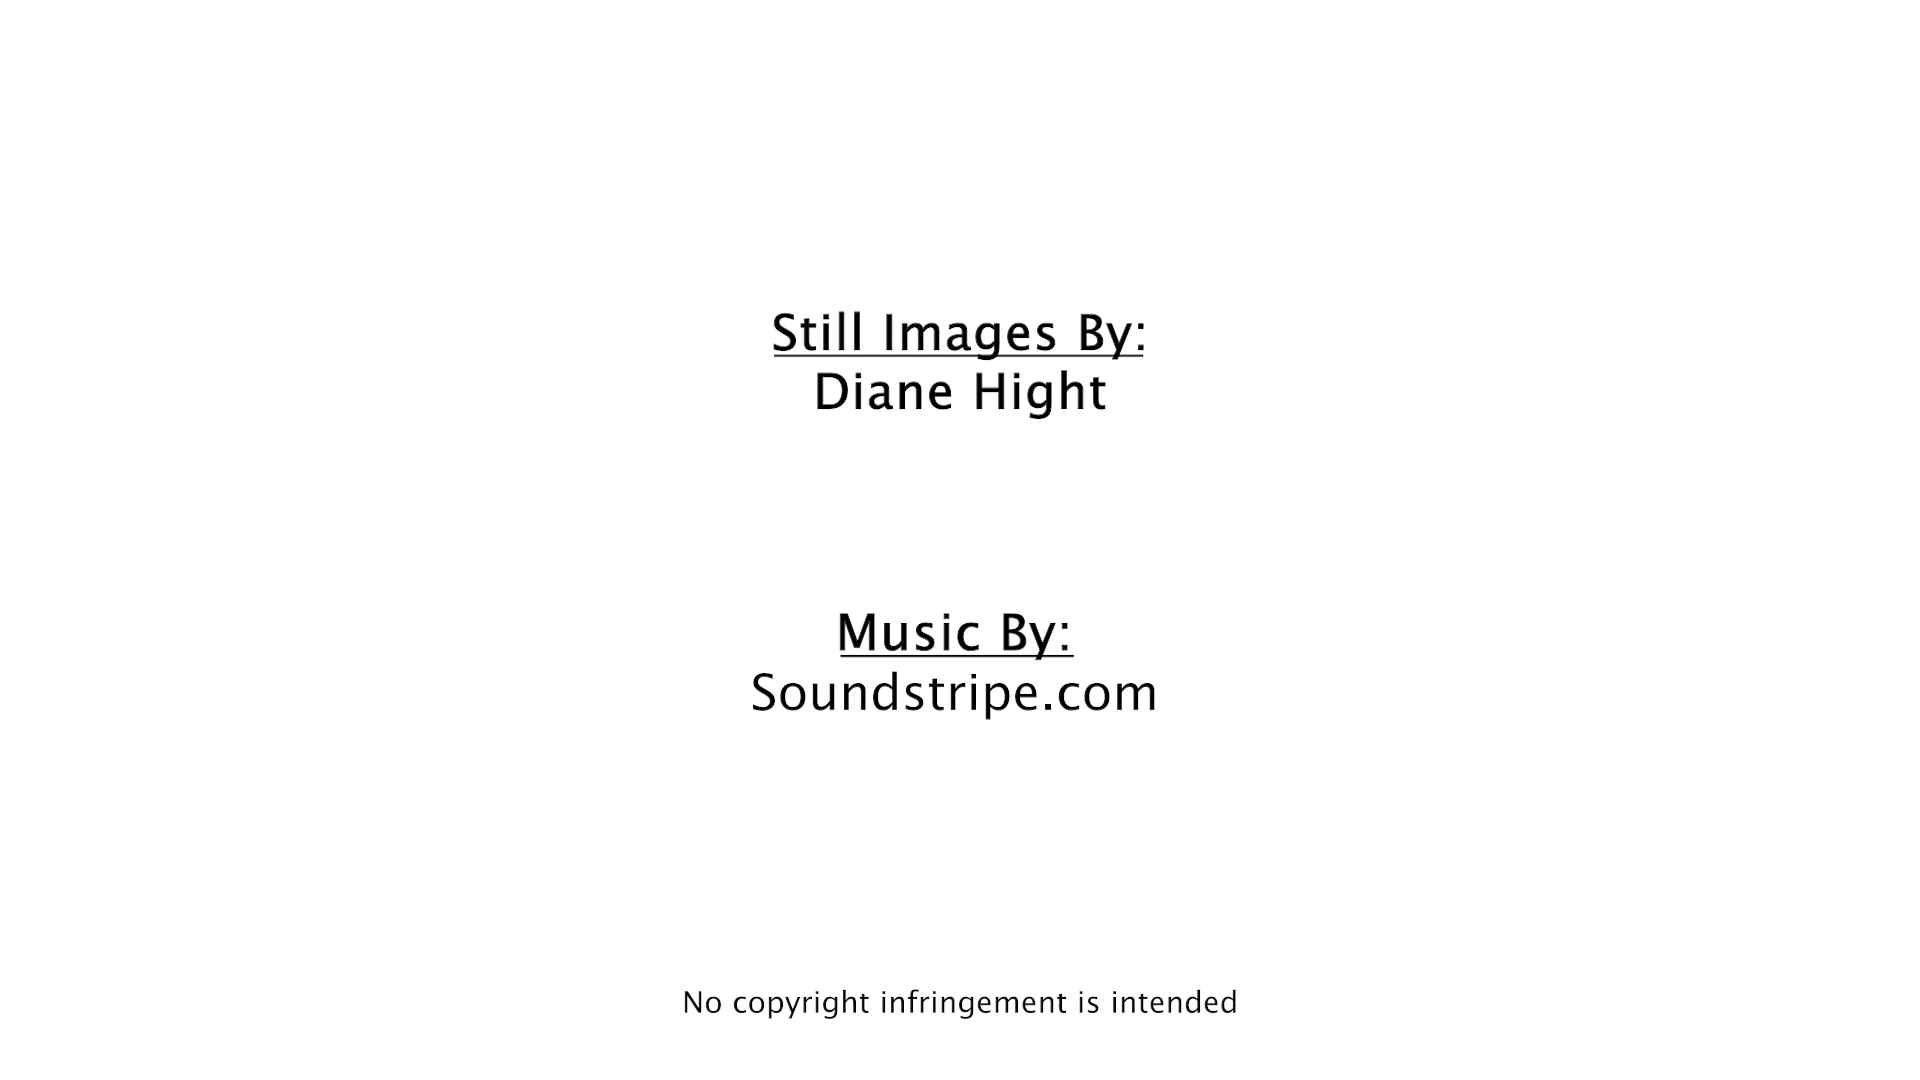 Still Images By:
Diane Hight
Music By:
Soundstripe.com
No copyright infringement is intended